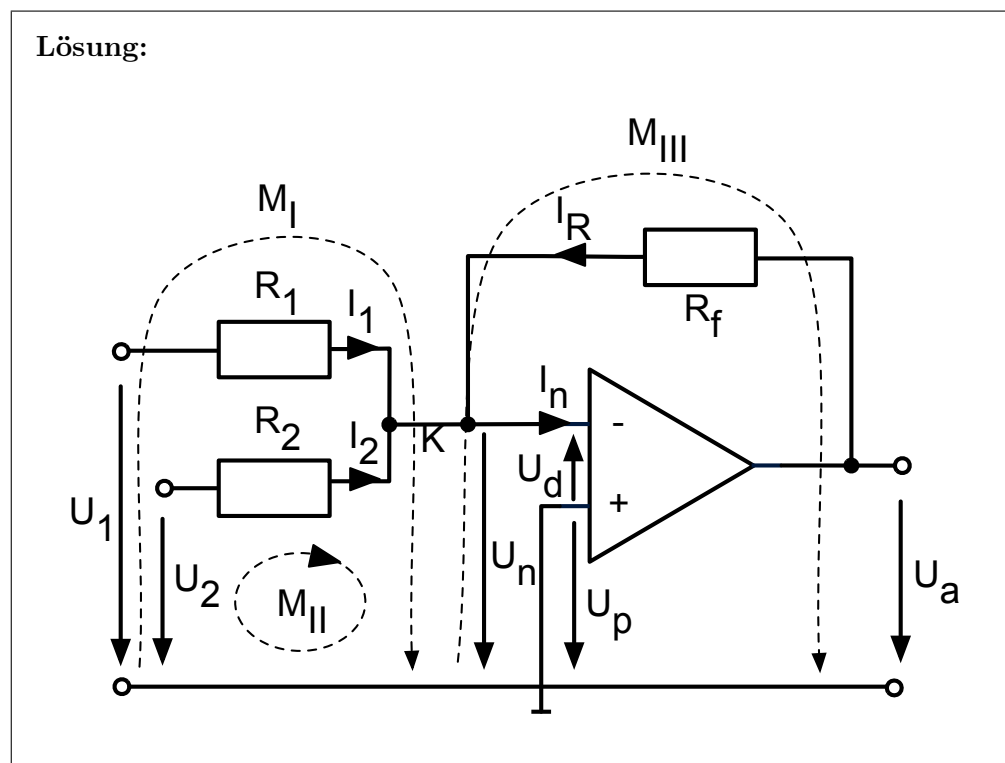 Lösung:
M_III
M_I
I_R
R_1
I_1
R_f
R_2
I_n
-
I_2
K
U_d
+
U_1
U_2
U_n
U_a
M_II
U_p